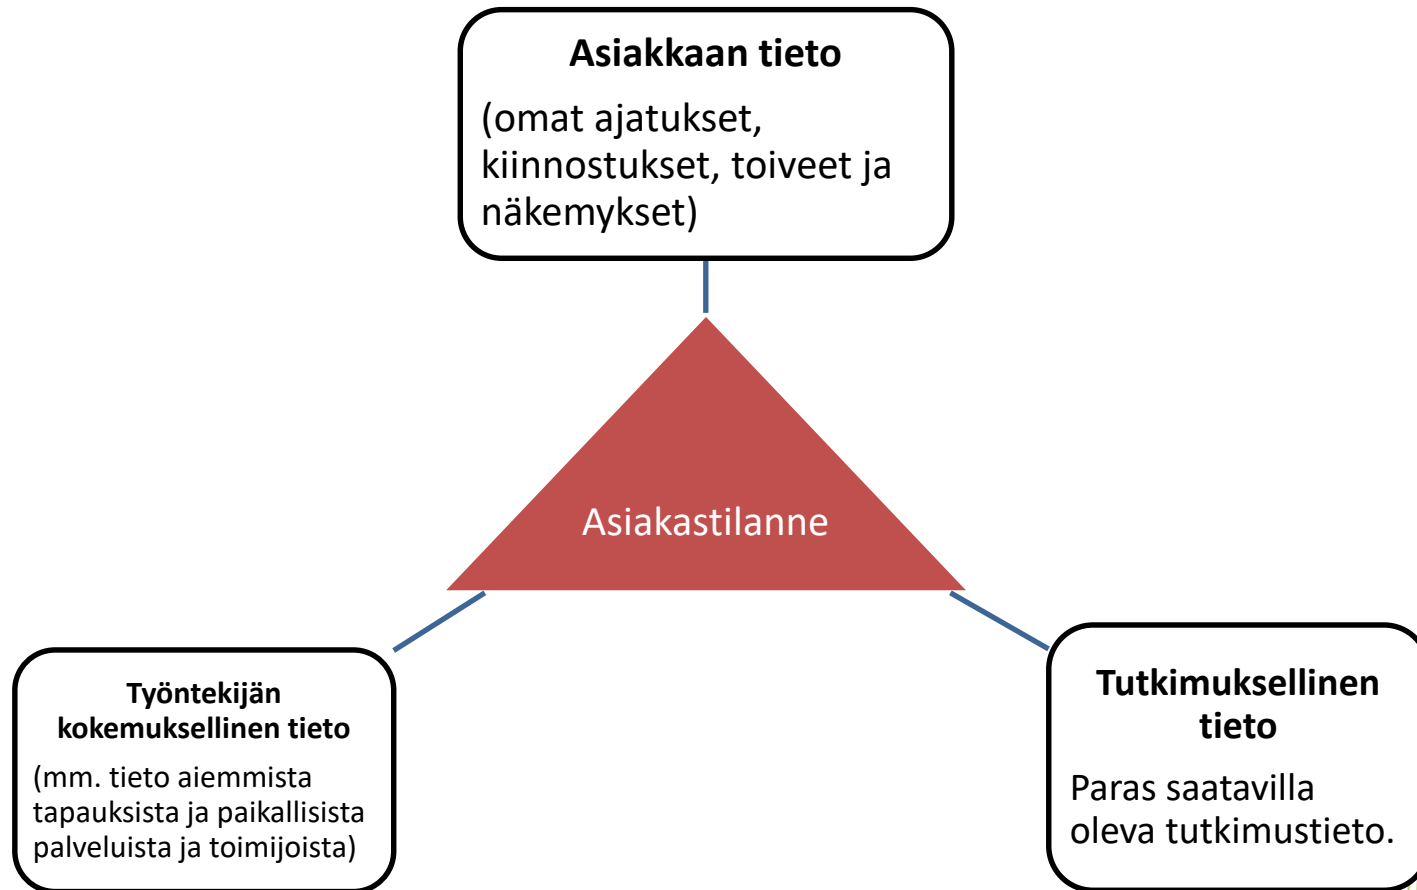 Asiakkaan tieto
(omat ajatukset,
kiinnostukset, toiveet ja
näkemykset)
Asiakastilanne
Työntekijän
kokemuksellinen tieto
(mm. tieto aiemmista
tapauksista ja paikallisista
palveluista ja toimijoista)
Tutkimuksellinen
tieto
Paras saatavilla
oleva tutkimustieto.